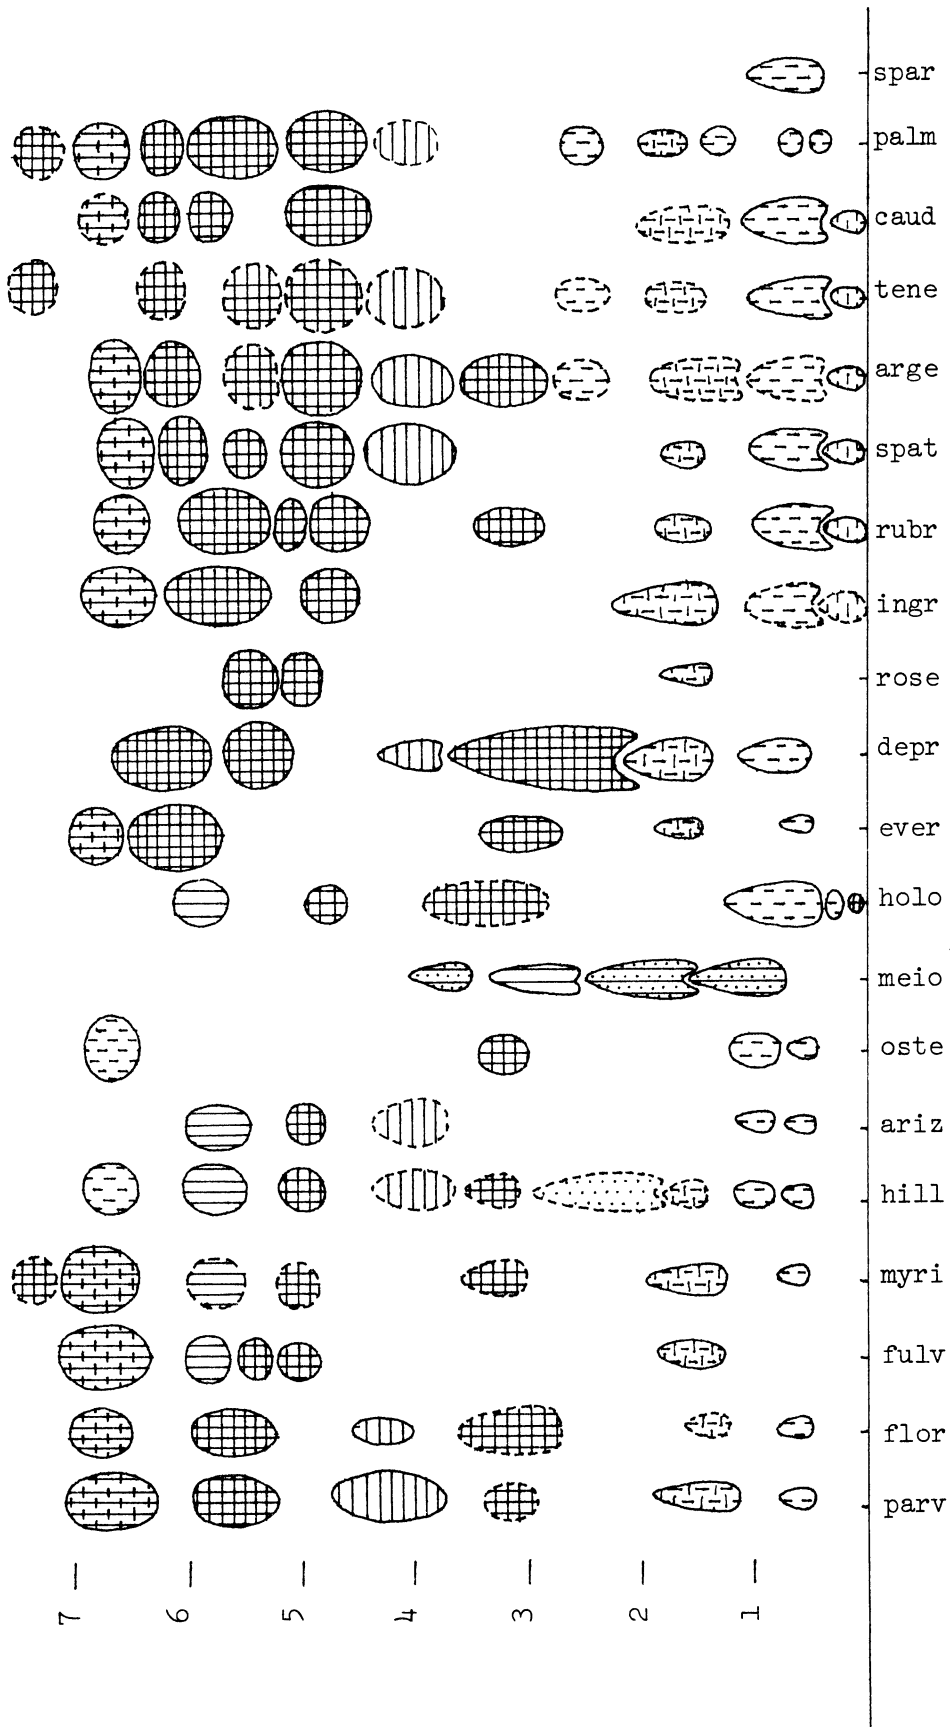 spar
palm
caud
tene
arge
spat
rubr
ingr
rose
depr
ever
holo
meio
oste
ariz
hill
myri
fulv
flor
parv
7 6 5 4 3 2 1